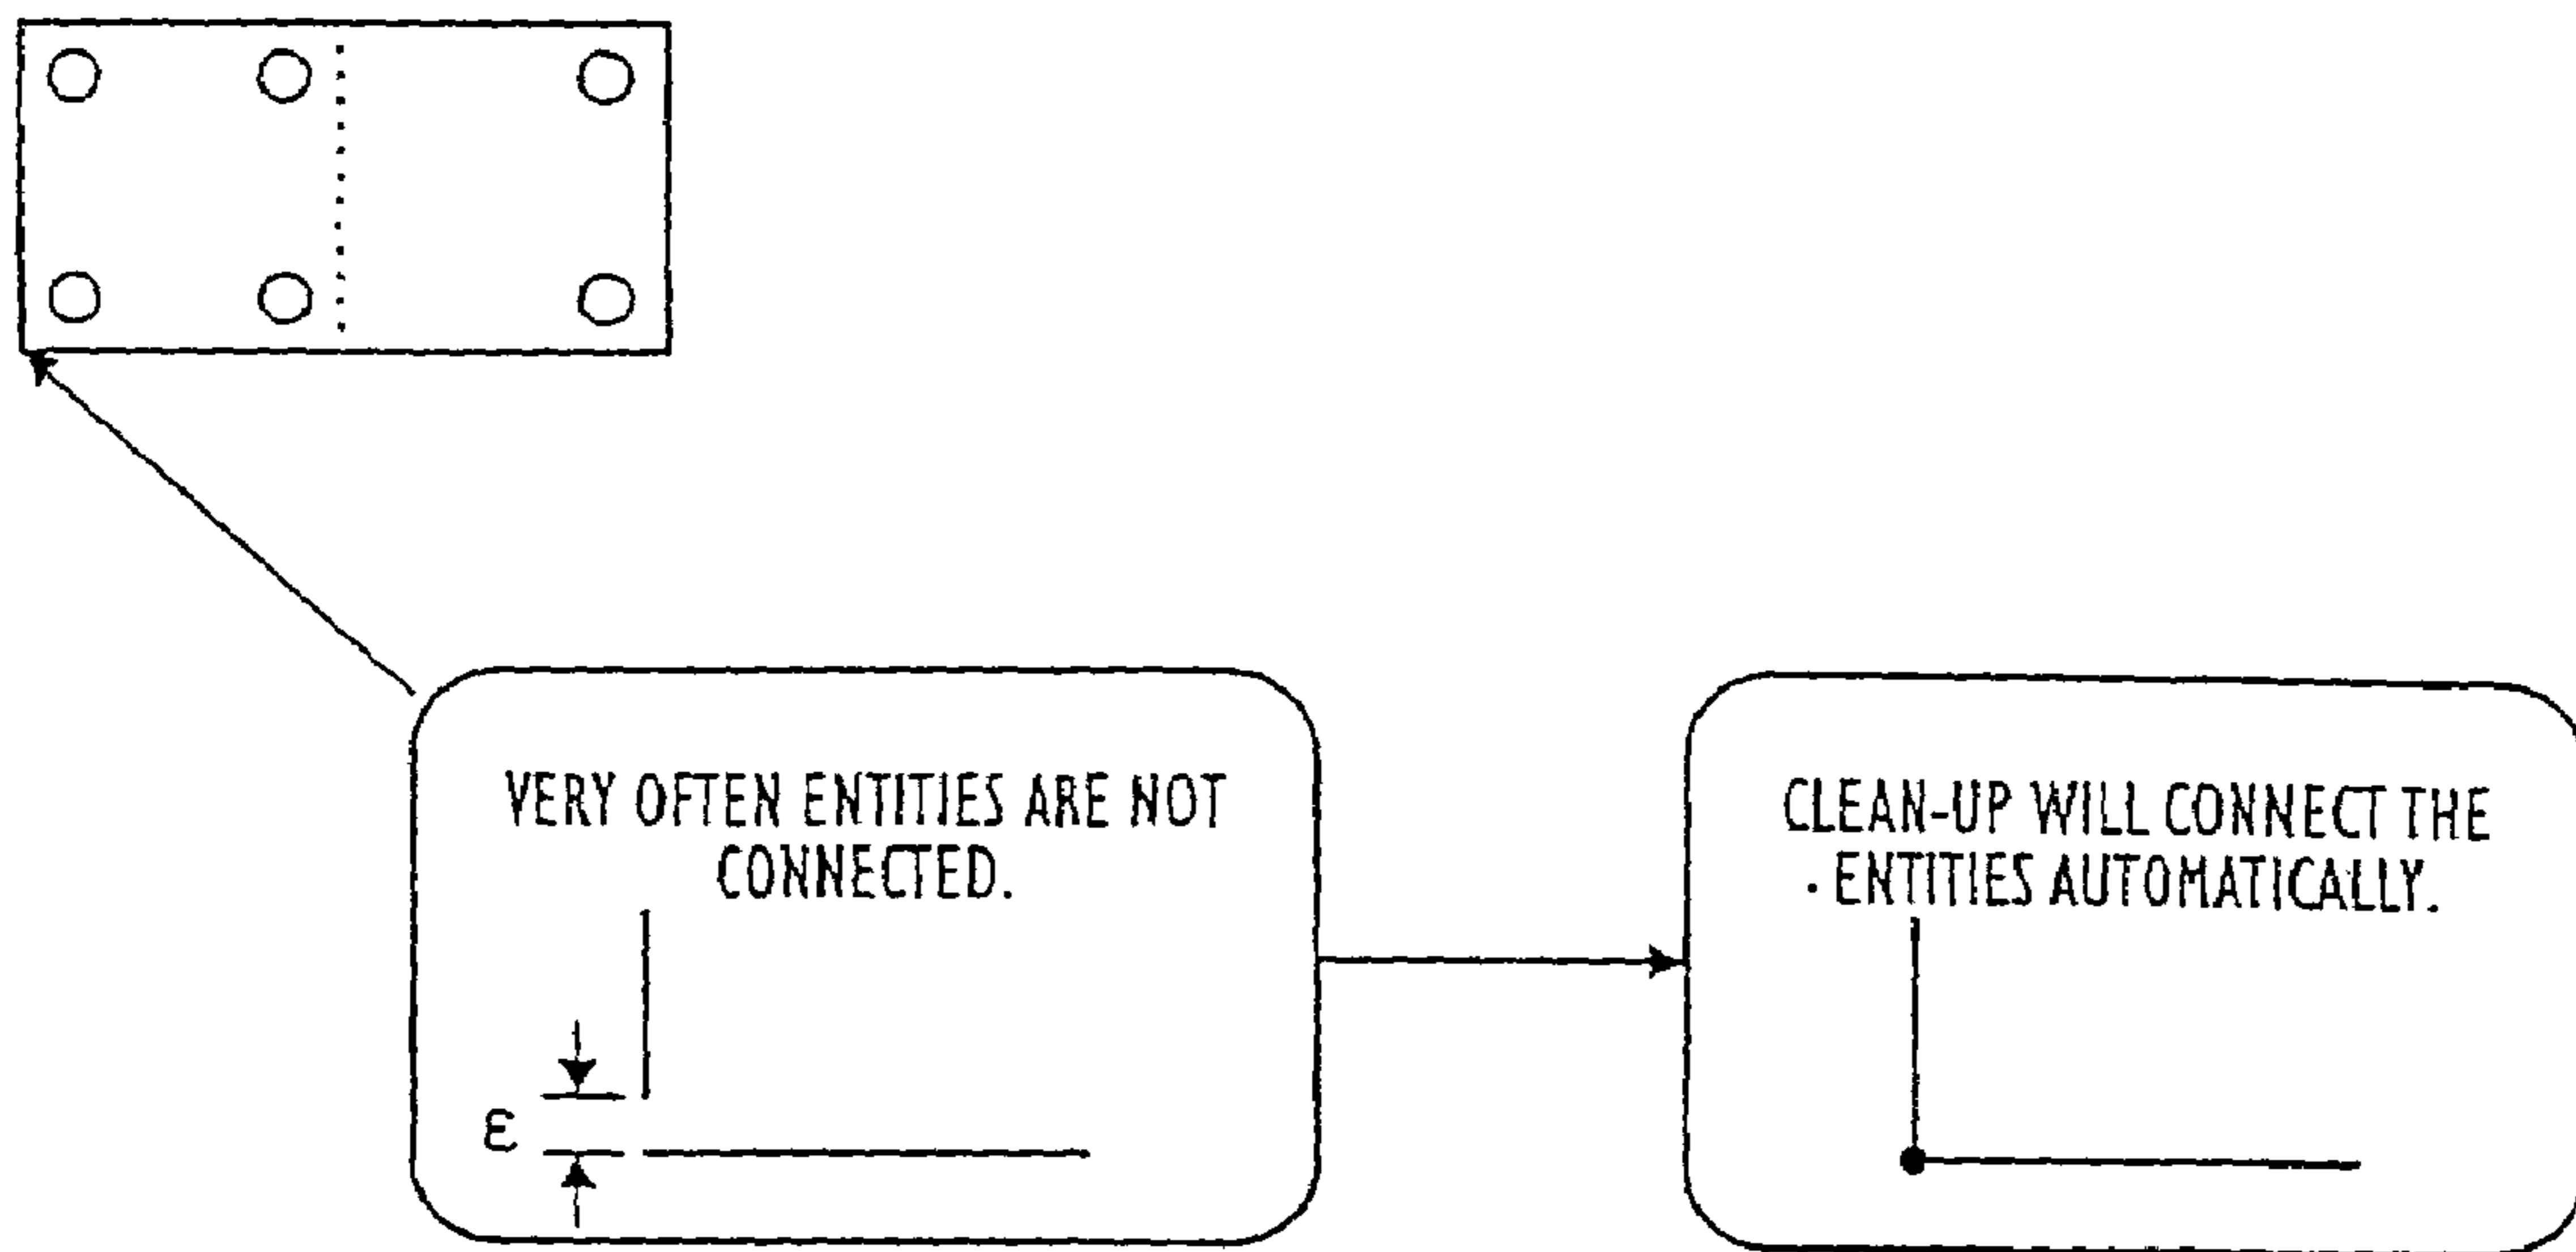 VERY OFTEN ENTITIES ARE NOT
CONNECTED.
ε
CLEAN-UP WILL CONNECT THE
ENTITIES AUTOMATICALLY.